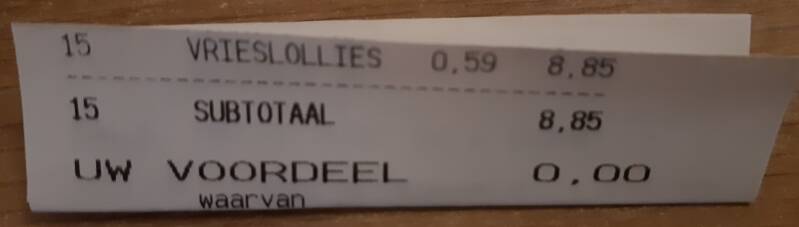 15 VRIESLOLLIES 0,59 8,85
15 SUBTOTAAL 8,85
UW VOORDEEL 0,00
waarvan